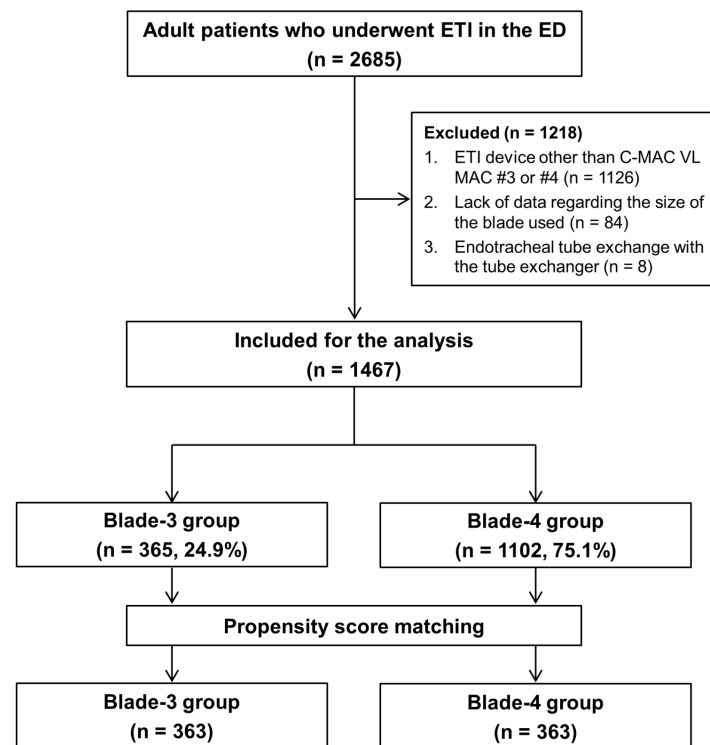 Adult patients who underwent ETI in the ED
(n = 2685)
Excluded (n = 1218)
1. ETI device other than C-MAC VL
MAC #3 or #4 (n = 1126)
2. Lack of data regarding the size of
the blade used (n = 84)
3. Endotracheal tube exchange with
the tube exchanger (n = 8)
Included for the analysis
(n = 1467)
Blade-3 group
(n = 365, 24.9%)
Blade-4 group
(n = 1102, 75.1%)
Propensity score matching
Blade-3 group
(n = 363)
Blade-4 group
(n = 363)